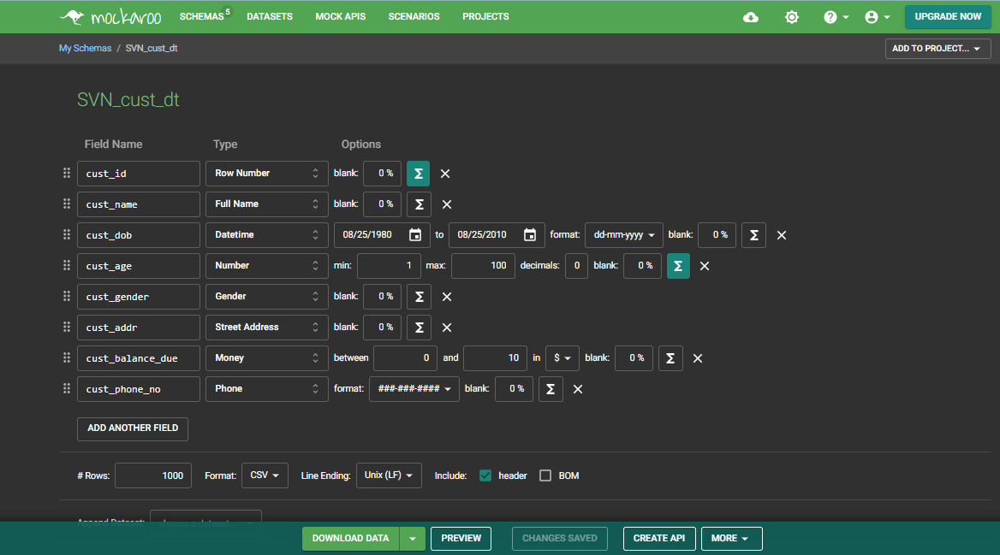 mockaroo SCHEMAS 5 DATASETS MOCK APIS SCENARIOS PROJECTS ? UPGRADE NOW
My Schemas / SVN_cust_dt ADD TO PROJECT...
SVN_cust_dt
Field Name Type Options
cust_id Row Number blank: 0 % Σ
cust_name Full Name blank: 0 % Σ
cust_dob Datetime 08/25/1980 to 08/25/2010 format: dd-mm-yyyy blank: 0 % Σ
cust_age Number min: 1 max: 100 decimals: 0 blank: 0 % Σ
cust_gender Gender blank: 0 % Σ
cust_addr Street Address blank: 0 % Σ
cust_balance_due Money between 0 and 10 in $ blank: 0 % Σ
cust_phone_no Phone format: ###-###-#### blank: 0 % Σ
ADD ANOTHER FIELD
# Rows: 1000 Format: CSV Line Ending: Unix (LF) Include: header BOM
Append Dataset: choose a dataset
DOWNLOAD DATA PREVIEW CHANGES SAVED CREATE API MORE